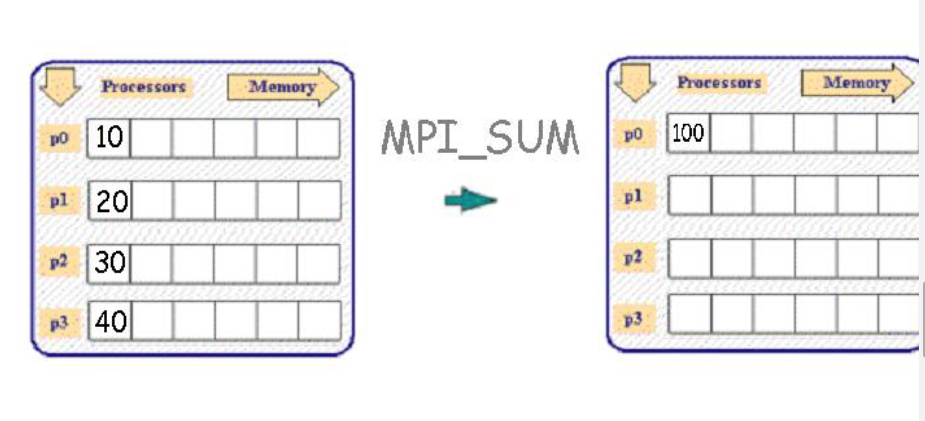 Processors Memory
p0 10
p1 20
p2 30
p3 40
MPI_SUM
Processors Memory
p0 100
p1
p2
p3